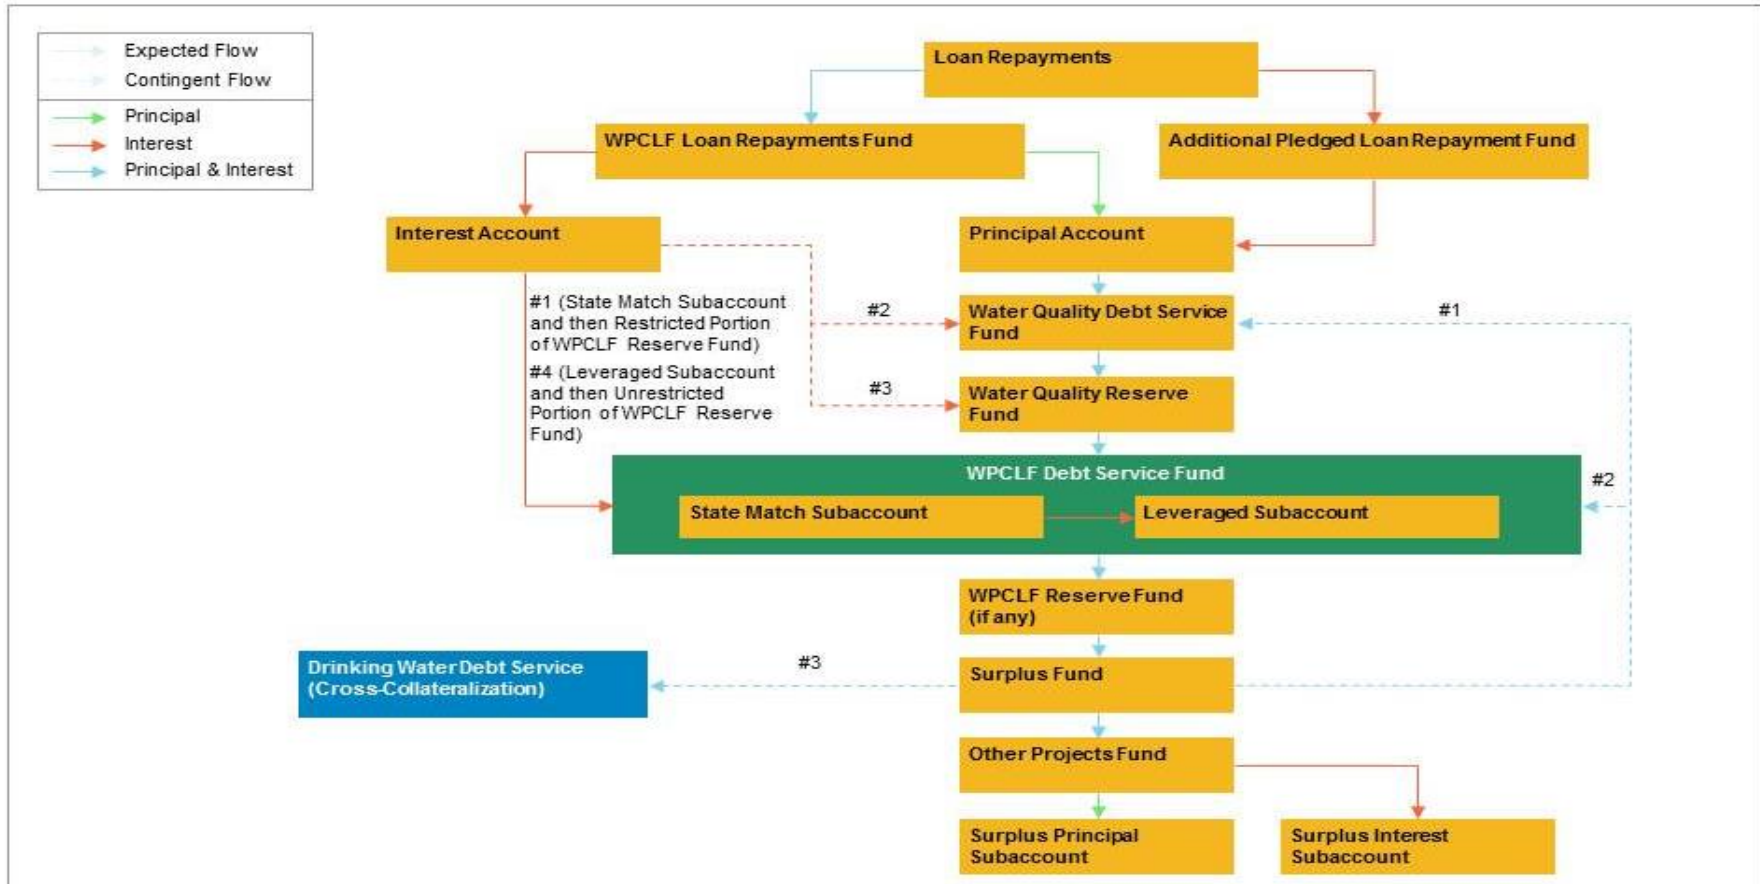 Expected Flow
Contingent Flow
Principal
Interest
Principal & Interest
Loan Repayments
WPCLF Loan Repayments Fund
Additional Pledged Loan Repayment Fund
Interest Account
Principal Account
#1 (State Match Subaccount
and then Restricted Portion
of WPCLF Reserve Fund)
#4 (Leveraged Subaccount
and then Unrestricted
Portion of WPCLF Reserve
Fund)
#2
Water Quality Debt Service
Fund
#1
#3
Water Quality Reserve
Fund
WPCLF Debt Service Fund
#2
State Match Subaccount
Leveraged Subaccount
WPCLF Reserve Fund
(if any)
Drinking Water Debt Service
(Cross-Collateralization)
#3
Surplus Fund
Other Projects Fund
Surplus Principal
Subaccount
Surplus Interest
Subaccount